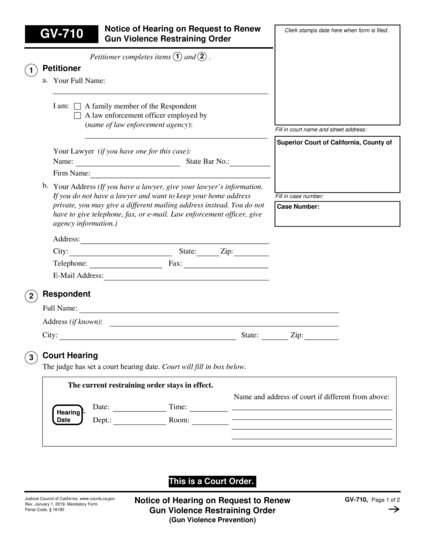 GV-710
Notice of Hearing on Request to Renew
Gun Violence Restraining Order
Clerk stamps date here when form is filed.
Petitioner completes items 1 and 2 .
1 Petitioner
a. Your Full Name:
I am: A family member of the Respondent
A law enforcement officer employed by
(name of law enforcement agency):
Fill in court name and street address:
Superior Court of California, County of
Your Lawyer (if you have one for this case):
Name: State Bar No.:
Firm Name:
b. Your Address (If you have a lawyer, give your lawyer's information.
If you do not have a lawyer and want to keep your home address
private, you may give a different mailing address instead. You do not
have to give telephone, fax, or e-mail. Law enforcement officer, give
agency information.)
Fill in case number:
Case Number:
Address:
City: State: Zip:
Telephone: Fax:
E-Mail Address:
2 Respondent
Full Name:
Address (if known):
City: State: Zip:
3 Court Hearing
The judge has set a court hearing date. Court will fill in box below.
The current restraining order stays in effect.
Name and address of court if different from above:
Hearing
Date
Date: Time:
Dept.: Room:
This is a Court Order.
Judicial Council of California, www.courts.ca.gov
Rev. January 1, 2019, Mandatory Form
Penal Code, § 18190
Notice of Hearing on Request to Renew
Gun Violence Restraining Order
(Gun Violence Prevention)
GV-710, Page 1 of 2